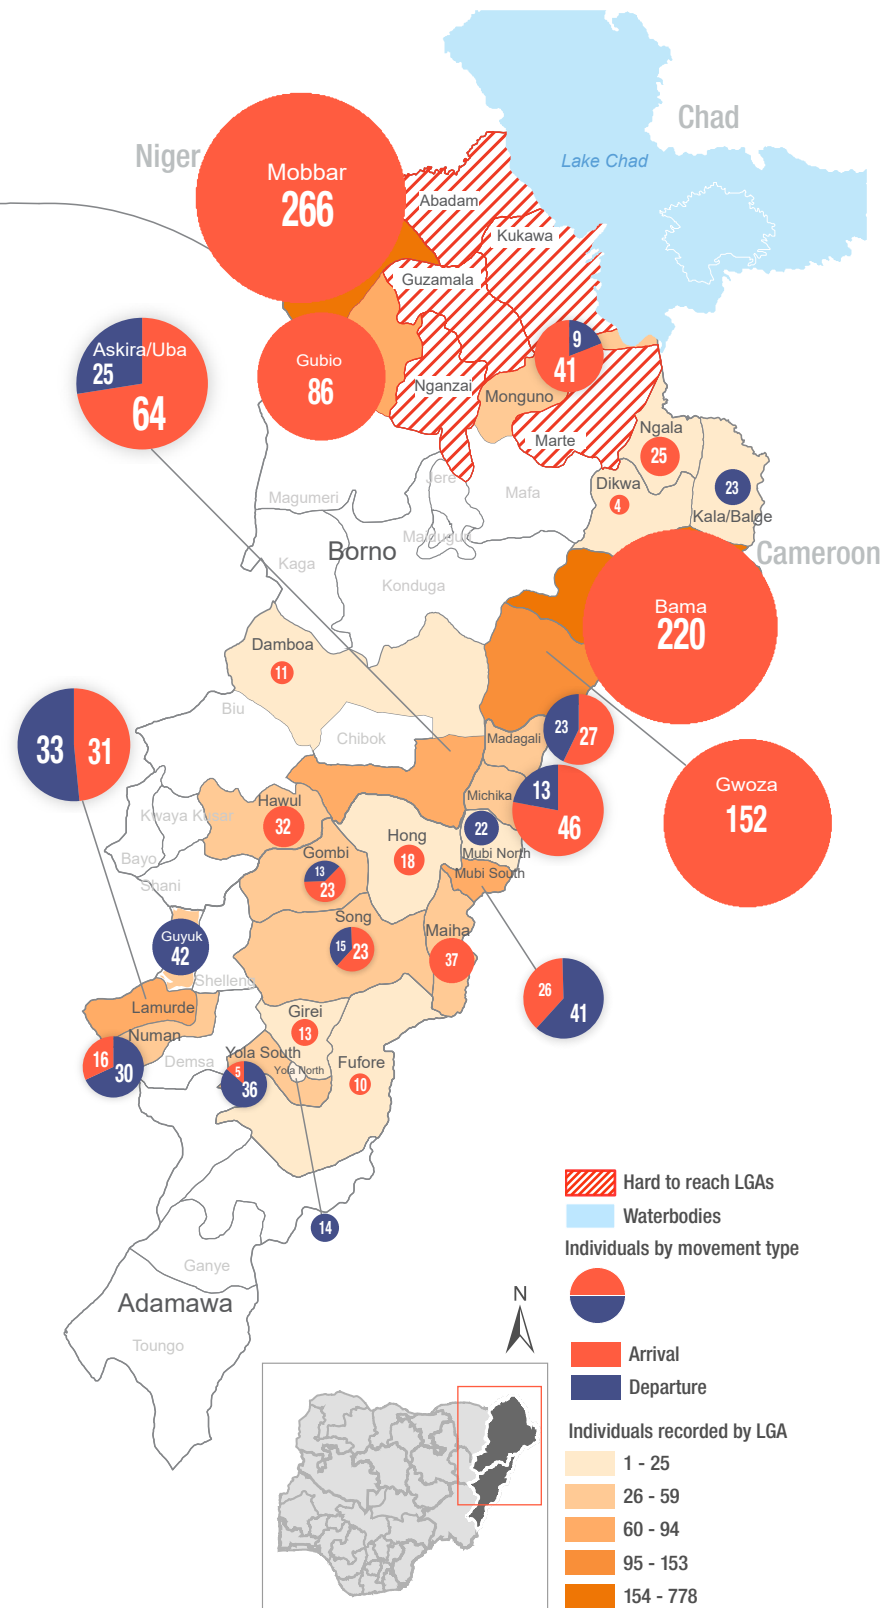 Chad
Niger
Lake Chad
Mobbar
266
Abadam
Kukawa
Guzamala
Askira/Uba
25
64
Gubio
86
9
41
Nganzai
Monguno
Marte
Ngala
25
Jere
Magumeri
Mafa
Dikwa
4
23
Kala/Balge
Maiduguri
Borno
Kaga
Konduga
Cameroon
Bama
220
Damboa
11
Biu
Chibok
33
31
Madagali
23
27
Gwoza
152
Michika
13
46
Hawul
32
Kwaya Kusar
Hong
18
22
Mubi North
Bayo
Gombi
13
23
Mubi South
Shani
Song
15
23
Guyuk
42
Maiha
37
Shelleng
26
41
Lamurde
Numan
16
30
Girei
13
Demsa
Yola South
5
36
Yola North
Fufore
10
14
Ganye
Adamawa
Toungo
N
Hard to reach LGAs
Waterbodies
Individuals by movement type
Arrival
Departure
Individuals recorded by LGA
1 - 25
26 - 59
60 - 94
95 - 153
154 - 778